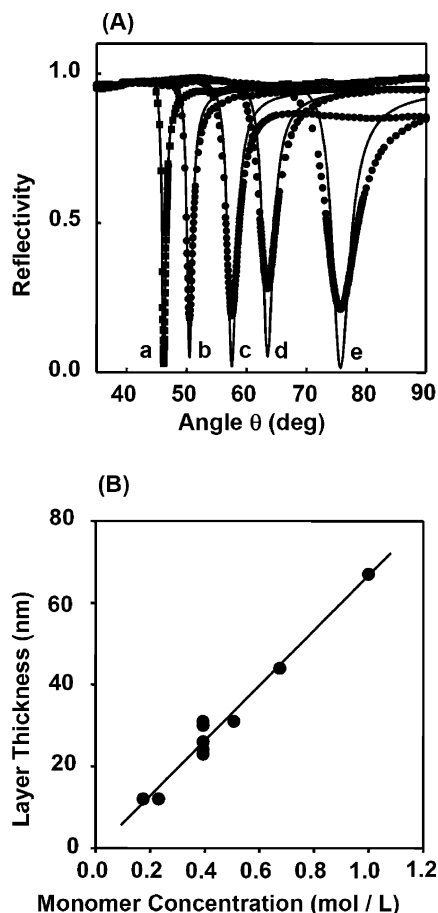 (A)
1.0
0.5
0.0
Reflectivity
a b c d e
40 50 60 70 80 90
Angle θ (deg)
(B)
80
60
40
20
0
Layer Thickness (nm)
0.0 0.2 0.4 0.6 0.8 1.0 1.2
Monomer Concentration (mol / L)